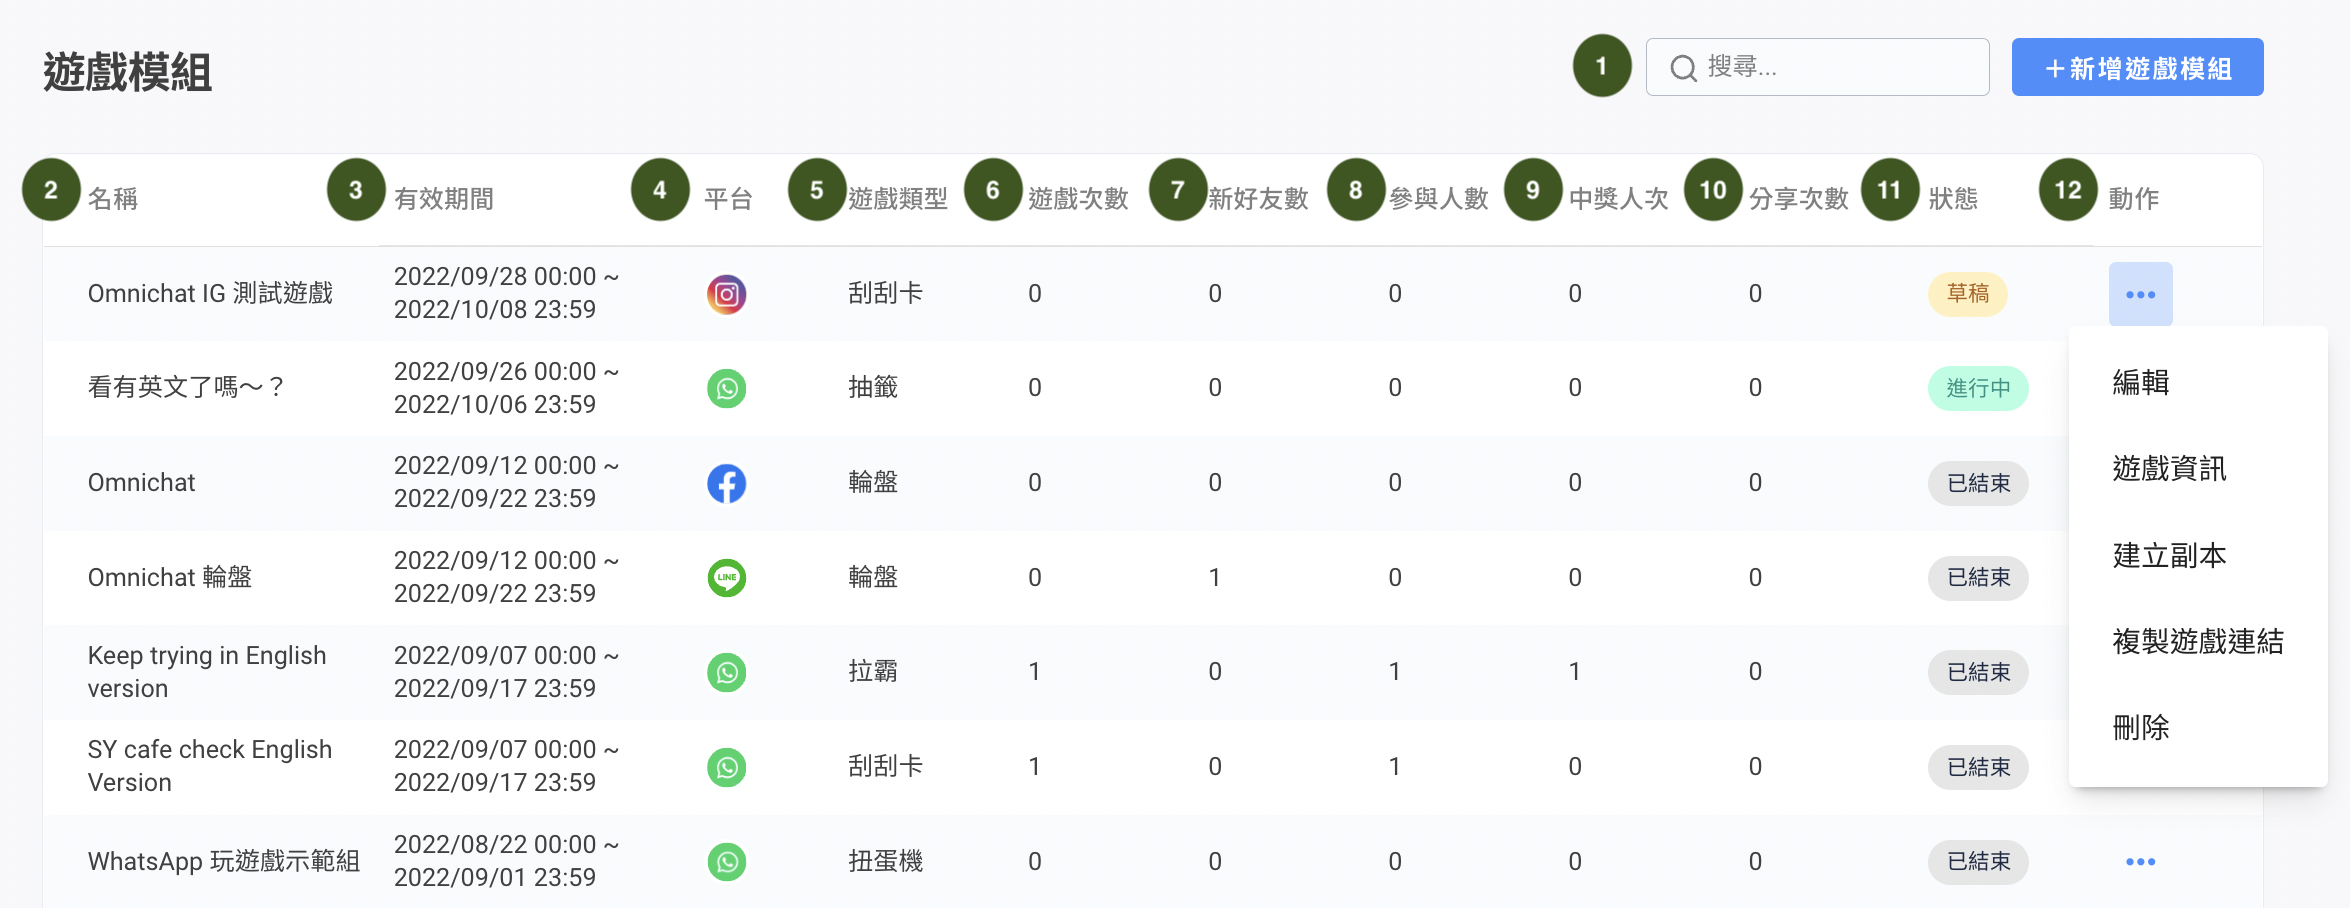 遊戲模組
1
搜尋...
+新增遊戲模組
2 名稱 3 有效期間 4 平台 5 遊戲類型 6 遊戲次數 7 新好友數 8 參與人數 9 中獎人次 10 分享次數 11 狀態 12 動作
Omnichat IG 測試遊戲 2022/09/28 00:00 ~ 刮刮卡 0 0 0 0 0 草稿 •••
2022/10/08 23:59
看有英文了嗎～？ 2022/09/26 00:00 ~ 抽籤 0 0 0 0 0 進行中
2022/10/06 23:59
Omnichat 2022/09/12 00:00 ~ 輪盤 0 0 0 0 0 已結束
2022/09/22 23:59
Omnichat 輪盤 2022/09/12 00:00 ~ LINE 輪盤 0 1 0 0 0 已結束
2022/09/22 23:59
Keep trying in English 2022/09/07 00:00 ~ 拉霸 1 0 1 1 0 已結束
version 2022/09/17 23:59
SY cafe check English 2022/09/07 00:00 ~ 刮刮卡 1 0 1 0 0 已結束
Version 2022/09/17 23:59
WhatsApp 玩遊戲示範組 2022/08/22 00:00 ~ 扭蛋機 0 0 0 0 0 已結束 •••
2022/09/01 23:59
編輯
遊戲資訊
建立副本
複製遊戲連結
刪除